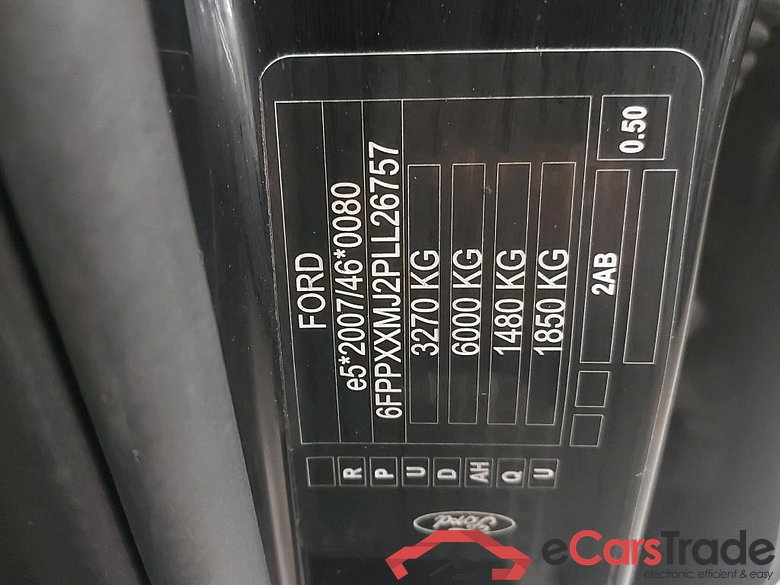 FORD
e5*2007/46*0080
6FPPXXMJ2PLL26757
3270 KG
6000 KG
1480 KG
1850 KG
2AB
0.50
R P U D AH Q U
Ford
eCarsTrade
electronic, efficient & easy